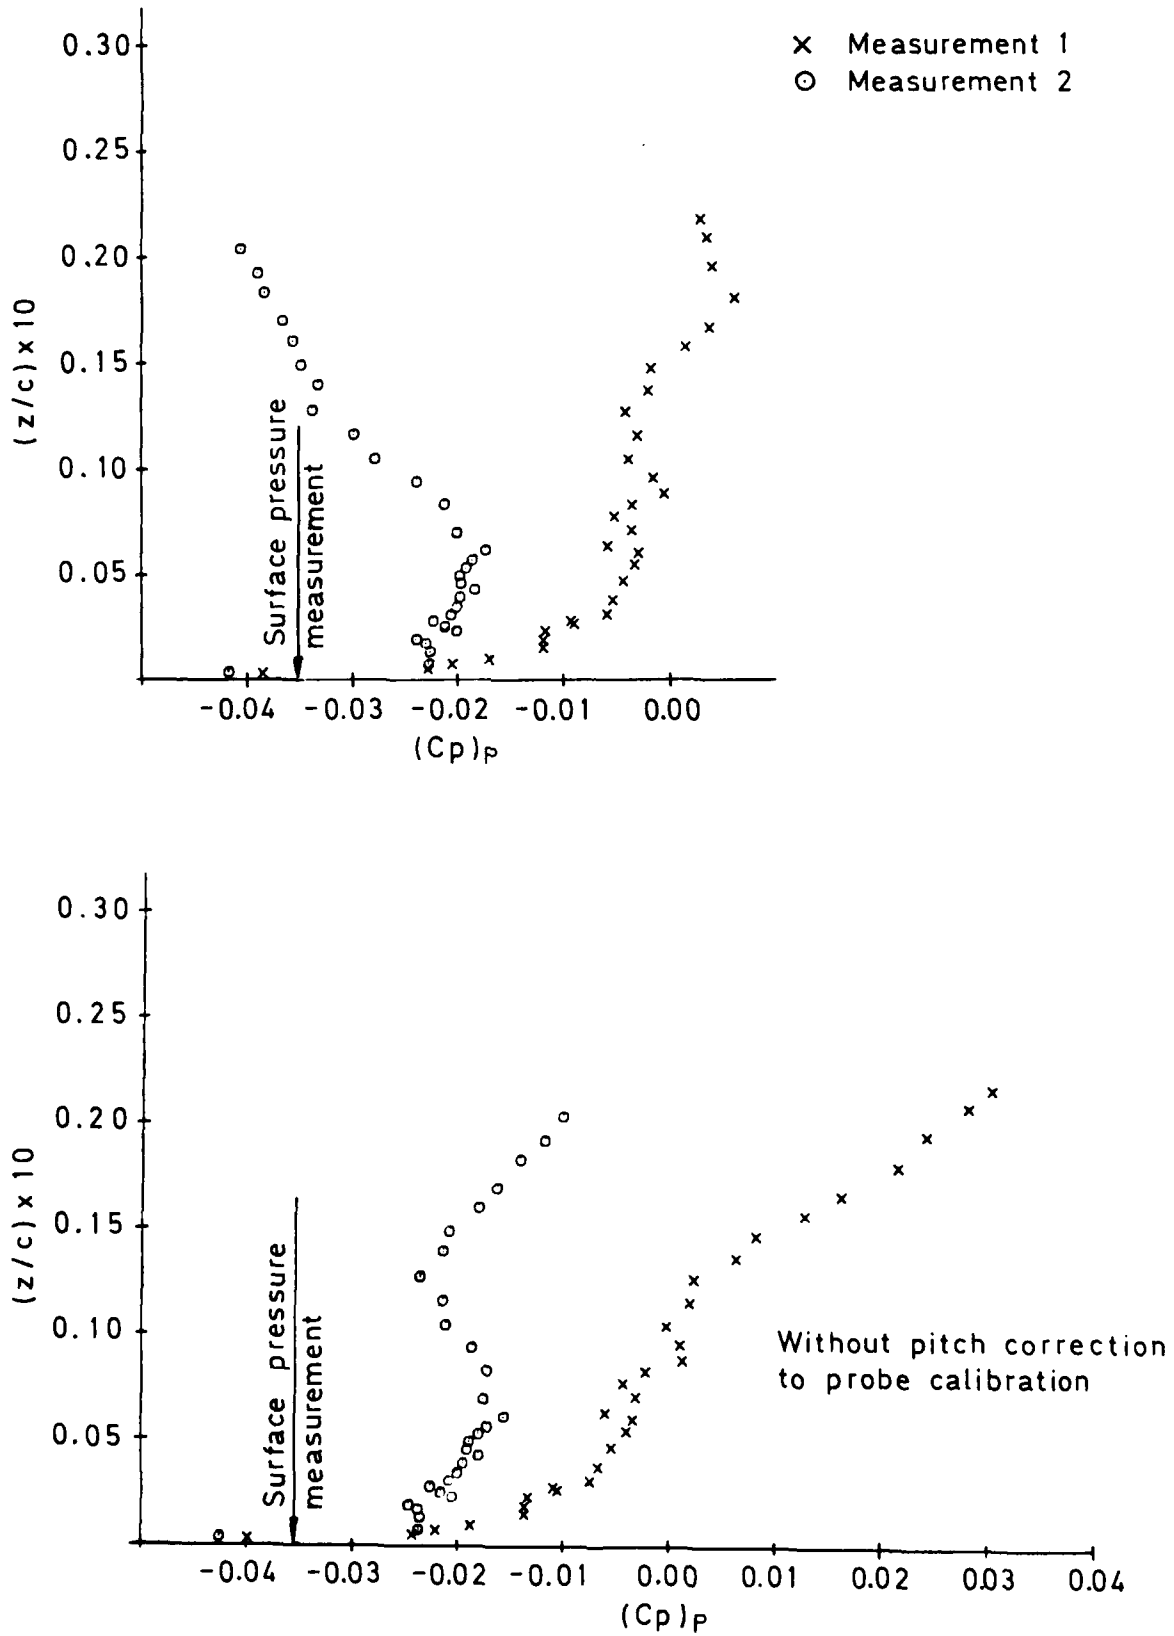 × Measurement 1
⊙ Measurement 2
0.30
0.25
0.20
0.15
0.10
0.05
(z/c) x 10
Surface pressure
measurement
-0.04 -0.03 -0.02 -0.01 0.00
(Cp)p
0.30
0.25
0.20
0.15
0.10
0.05
(z/c) x 10
Surface pressure
measurement
Without pitch correction
to probe calibration
-0.04 -0.03 -0.02 -0.01 0.00 0.01 0.02 0.03 0.04
(Cp)p